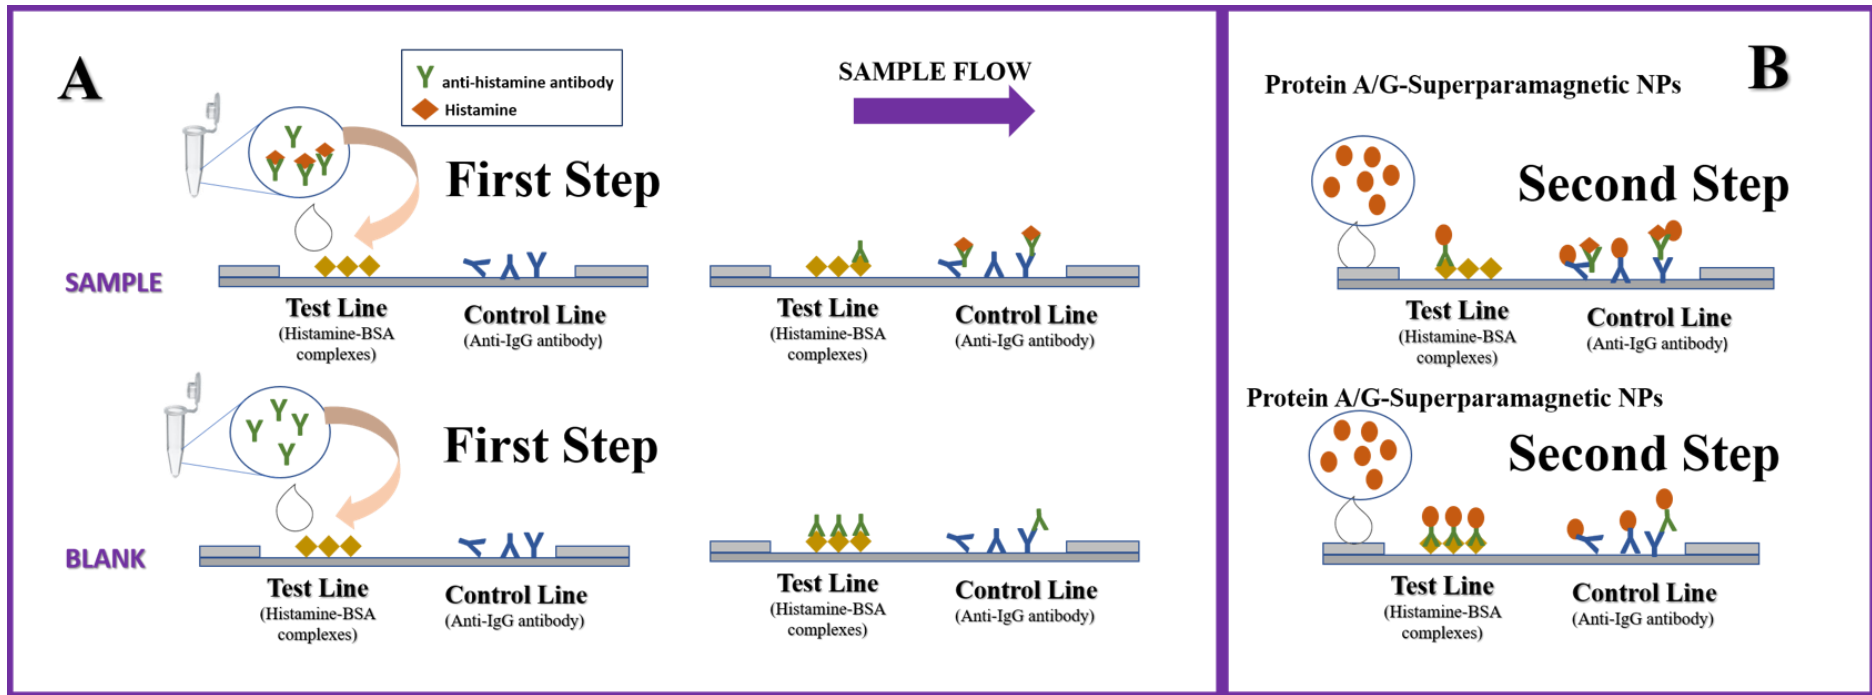 A
anti-histamine antibody
Histamine
SAMPLE FLOW
First Step
SAMPLE
Test Line
(Histamine-BSA
complexes)
Control Line
(Anti-IgG antibody)
Test Line
(Histamine-BSA
complexes)
Control Line
(Anti-IgG antibody)
First Step
BLANK
Test Line
(Histamine-BSA
complexes)
Control Line
(Anti-IgG antibody)
Test Line
(Histamine-BSA
complexes)
Control Line
(Anti-IgG antibody)
B
Protein A/G-Superparamagnetic NPs
Second Step
Test Line
(Histamine-BSA
complexes)
Control Line
(Anti-IgG antibody)
Protein A/G-Superparamagnetic NPs
Second Step
Test Line
(Histamine-BSA
complexes)
Control Line
(Anti-IgG antibody)